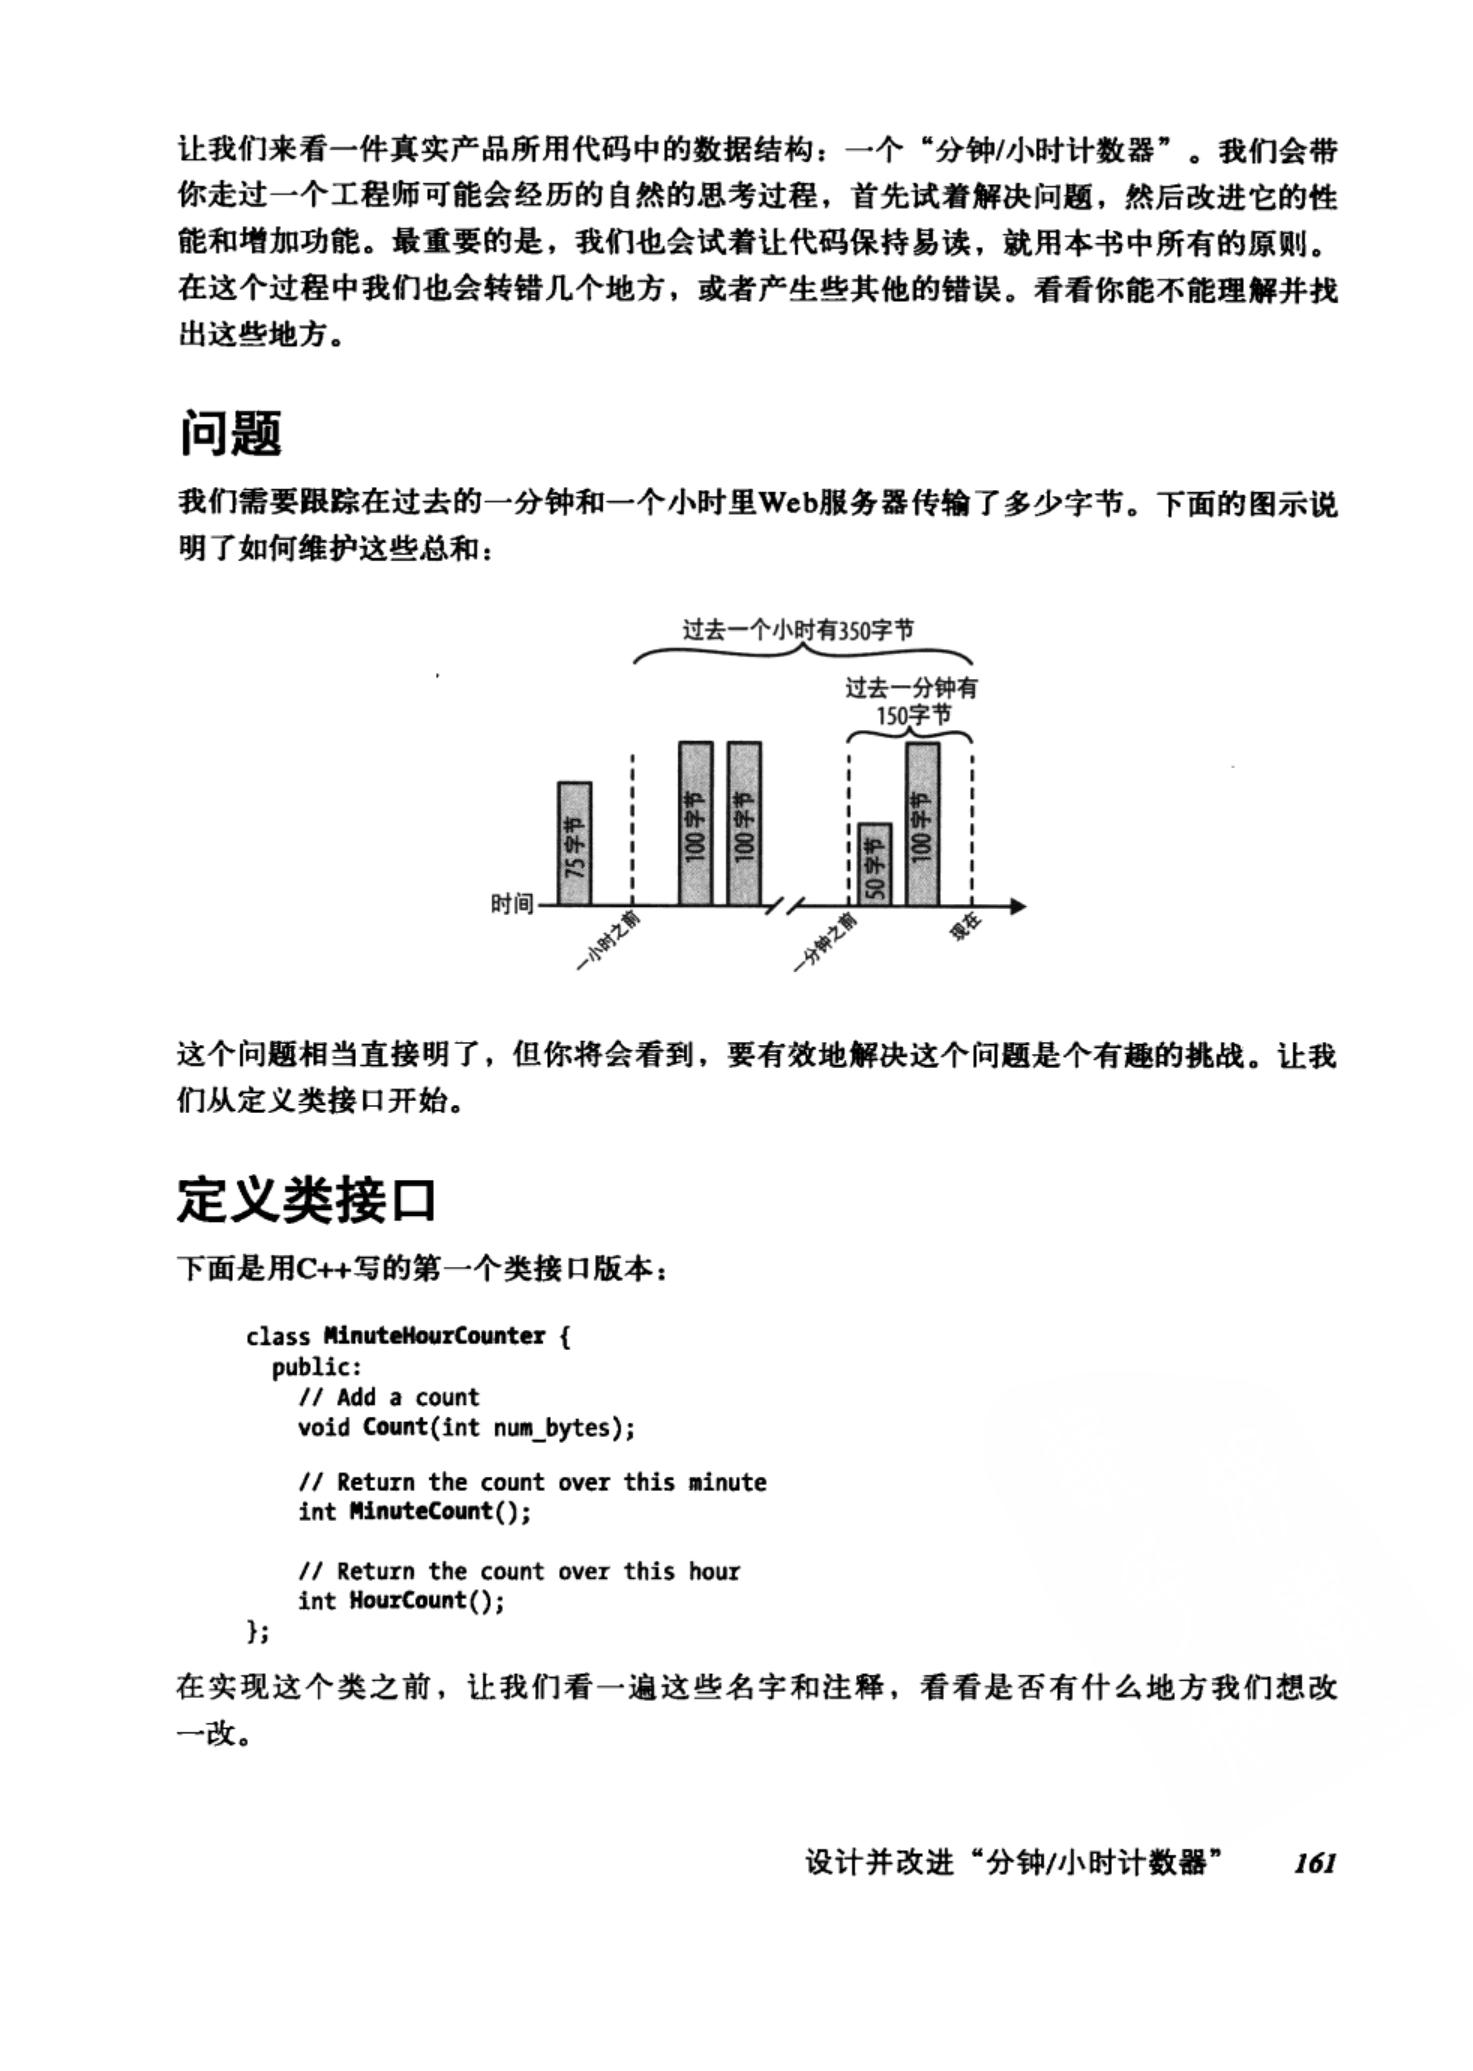 让我们来看一件真实产品所用代码中的数据结构：一个“分钟/小时计数器”。我们会带
你走过一个工程师可能会经历的自然的思考过程，首先试着解决问题，然后改进它的性
能和增加功能。最重要的是，我们也会试着让代码保持易读，就用本书中所有的原则。
在这个过程中我们也会转错几个地方，或者产生些其他的错误。看看你能不能理解并找
出这些地方。
问题
我们需要跟踪在过去的一分钟和一个小时里Web服务器传输了多少字节。下面的图示说
明了如何维护这些总和：
过去一个小时有350字节
过去一分钟有
150字节
75字节
100字节
100字节
50字节
100字节
时间
一小时之前
一分钟之前
现在
这个问题相当直接明了，但你将会看到，要有效地解决这个问题是个有趣的挑战。让我
们从定义类接口开始。
定义类接口
下面是用C++写的第一个类接口版本：
class MinuteHourCounter {
public:
// Add a count
void Count(int num_bytes);
// Return the count over this minute
int MinuteCount();
// Return the count over this hour
int HourCount();
};
在实现这个类之前，让我们看一遍这些名字和注释，看看是否有什么地方我们想改
一改。
设计并改进“分钟/小时计数器” 161